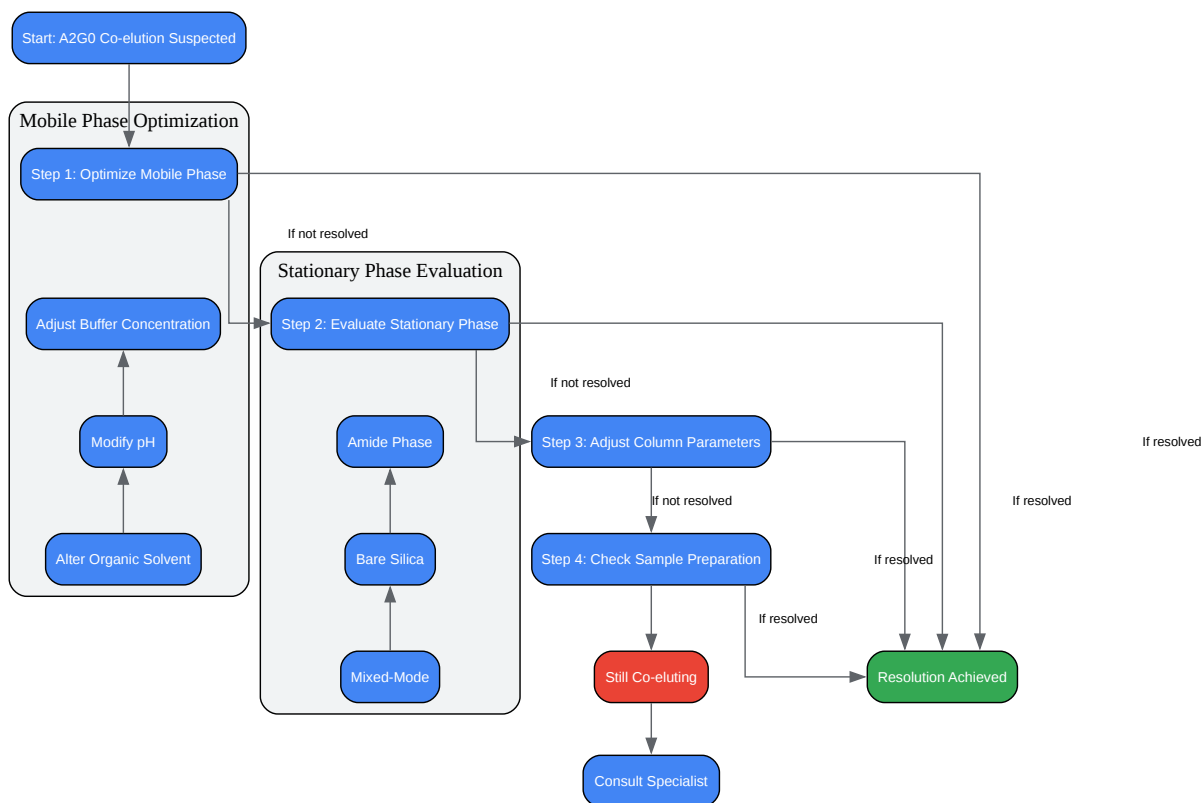 Start: A2G0 Co-elution Suspected
Mobile Phase Optimization
Step 1: Optimize Mobile Phase
If not resolved
Stationary Phase Evaluation
Adjust Buffer Concentration
Step 2: Evaluate Stationary Phase
If not resolved
Modify pH
Amide Phase
Step 3: Adjust Column Parameters
If resolved
If not resolved
If resolved
Alter Organic Solvent
Bare Silica
Step 4: Check Sample Preparation
If resolved
If resolved
Mixed-Mode
Still Co-eluting
Resolution Achieved
Consult Specialist